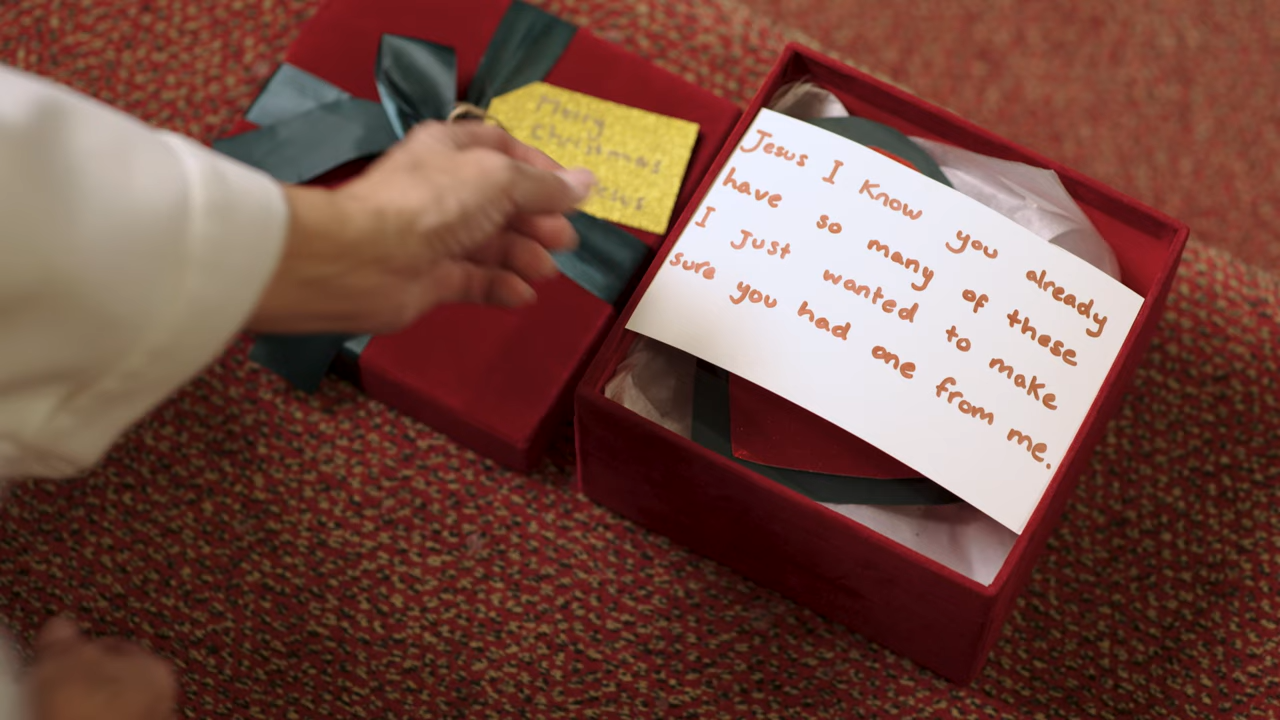 Merry
Christmas
Jesus I Know you already
have so many of these
I Just wanted to make
sure you had one from me.